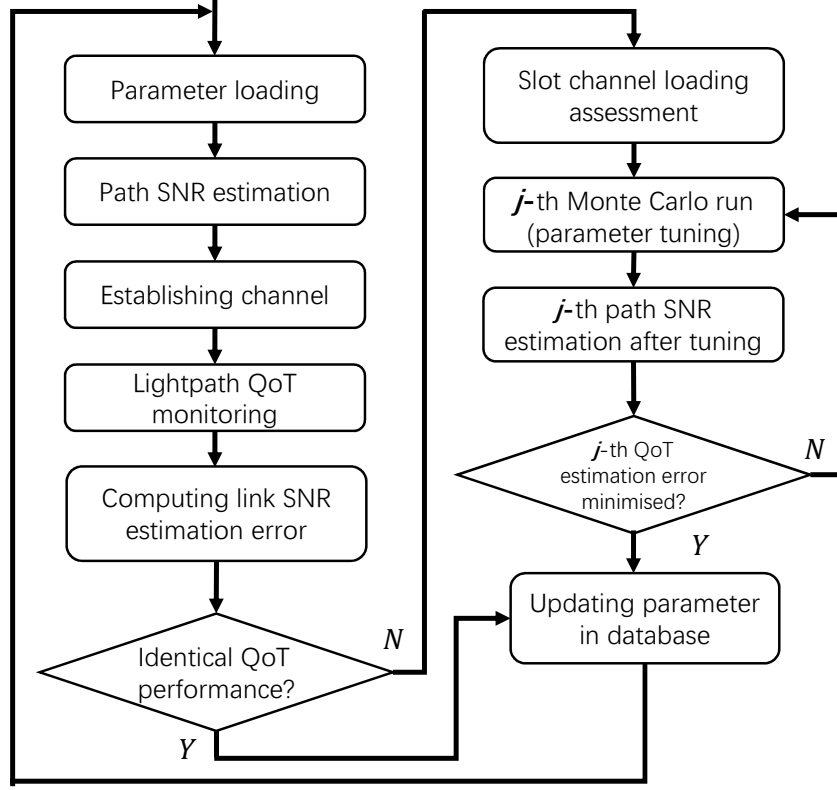 Parameter loading
Path SNR estimation
Establishing channel
Lightpath QoT
monitoring
Computing link SNR
estimation error
Identical QoT
performance?
N
Y
Slot channel loading
assessment
j-th Monte Carlo run
(parameter tuning)
j-th path SNR
estimation after tuning
j-th QoT
estimation error
minimised?
N
Y
Updating parameter
in database